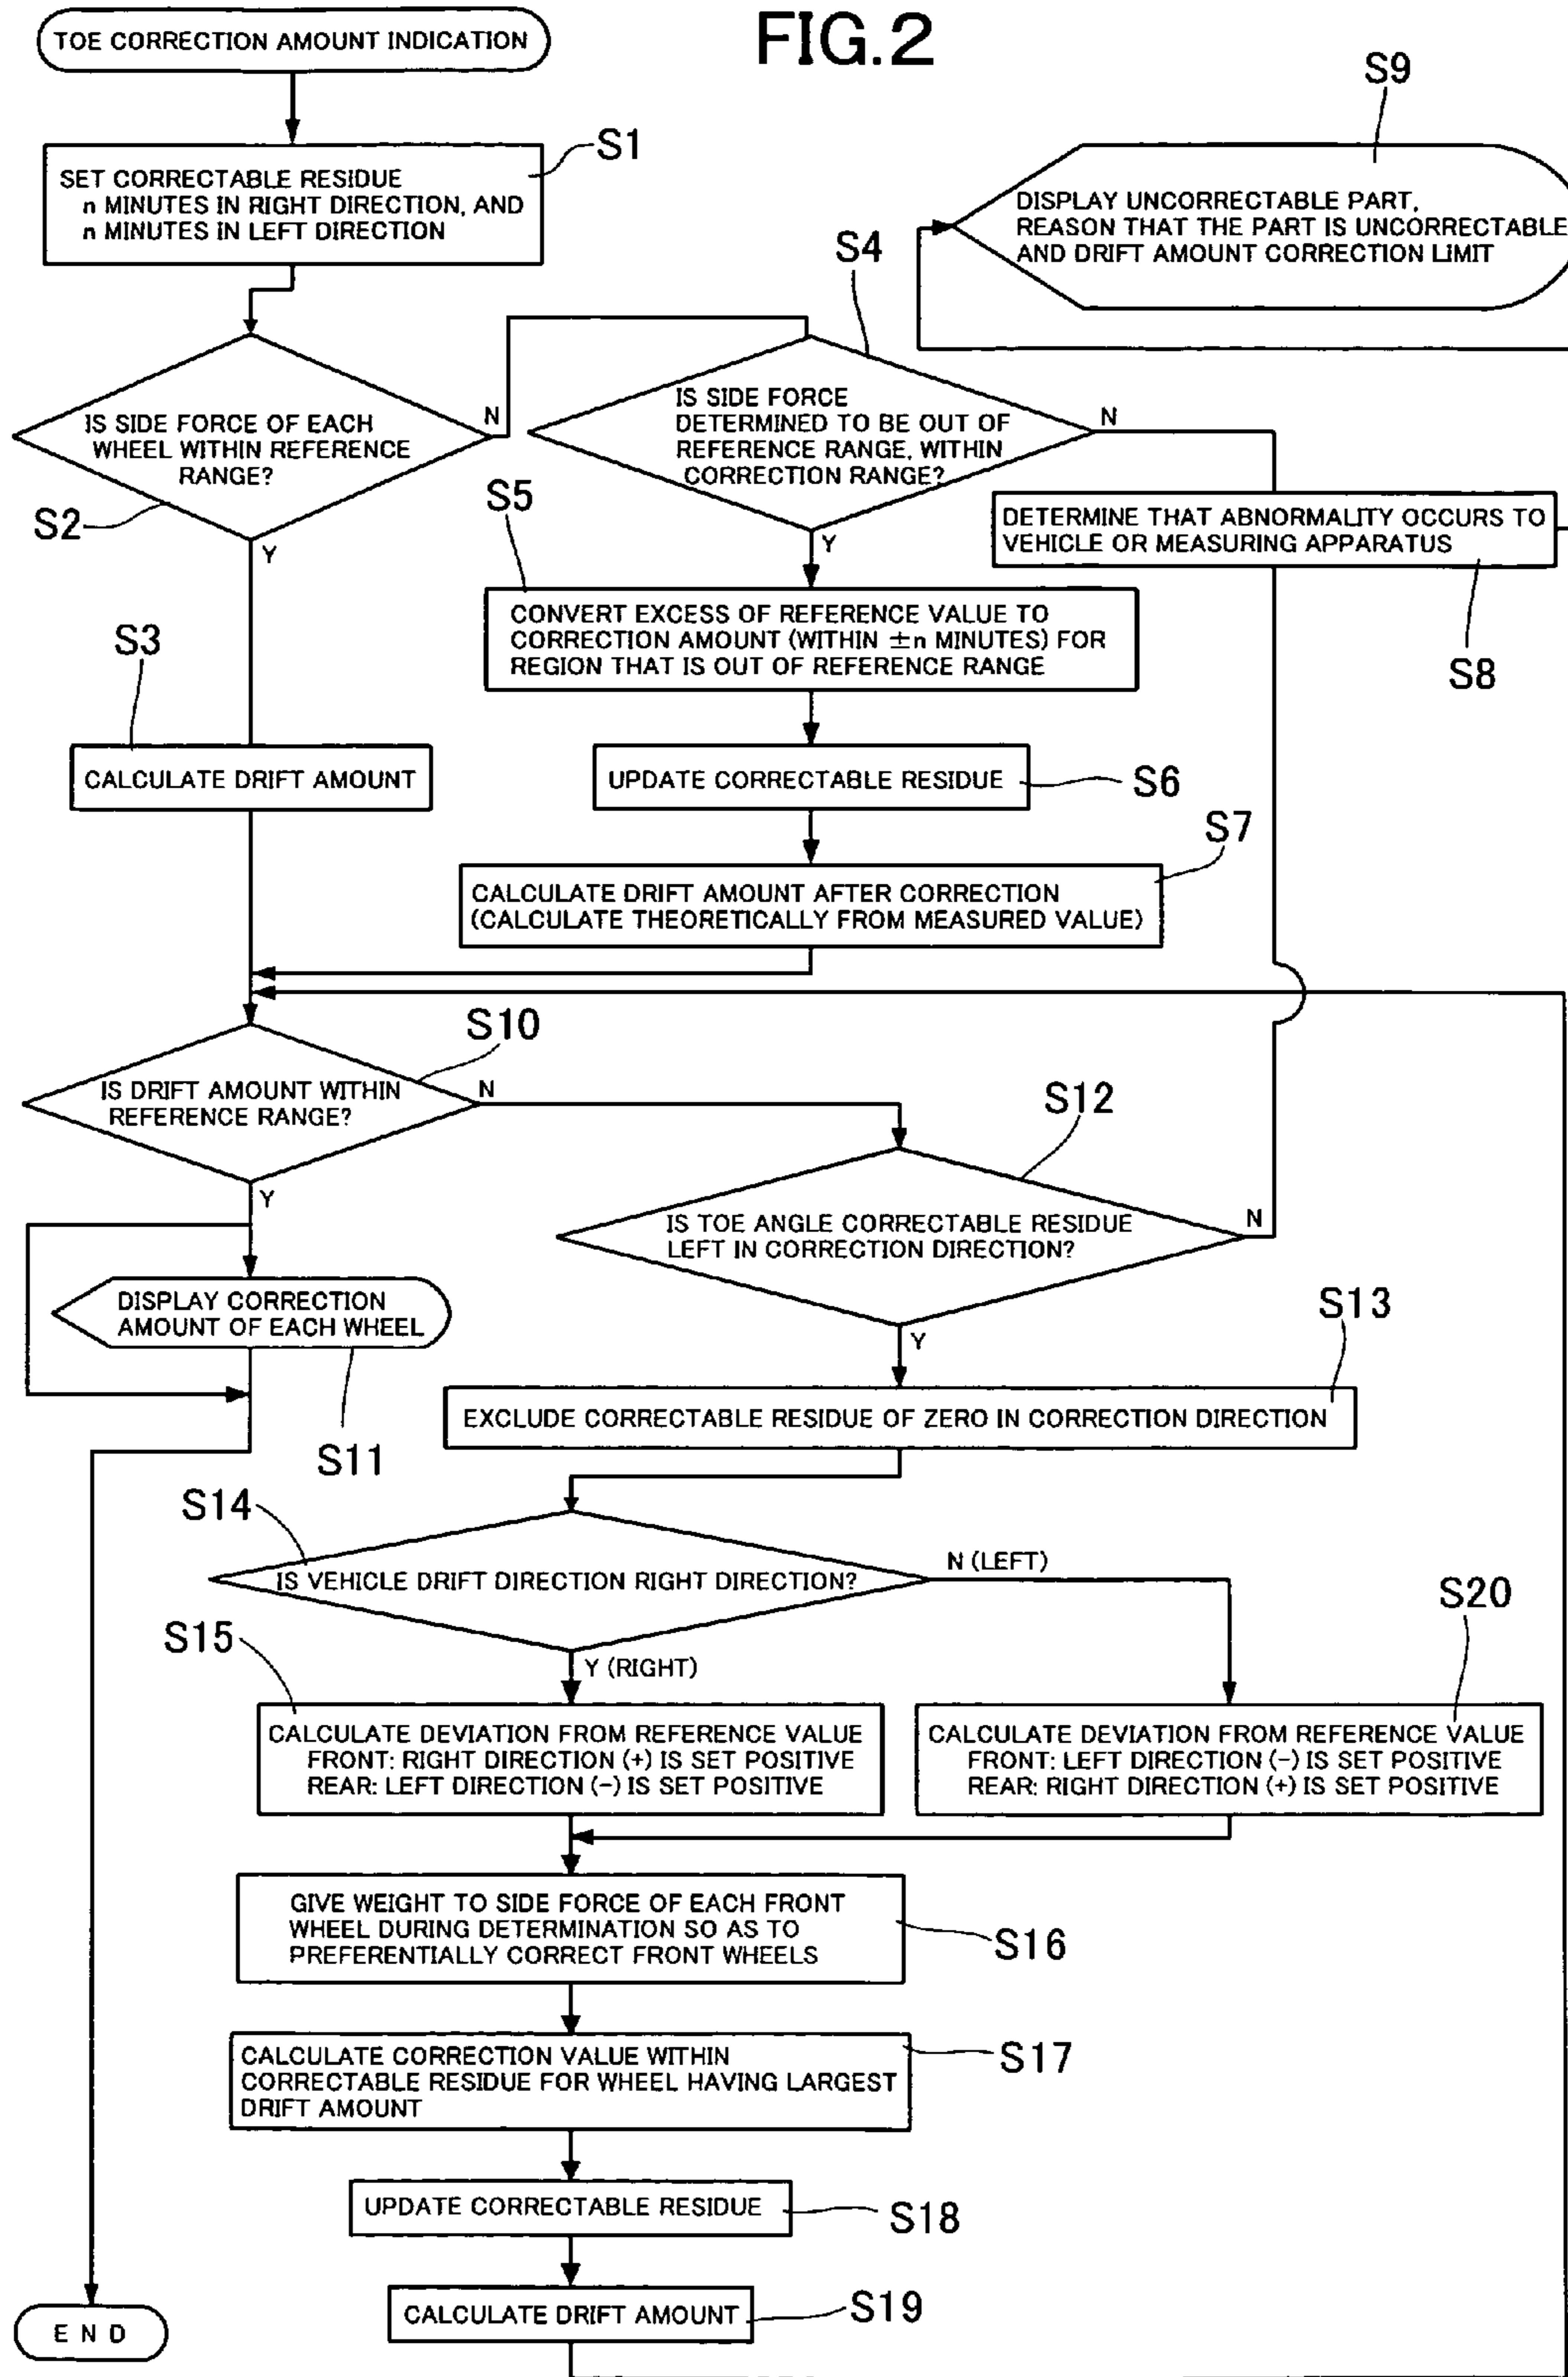 FIG.2
TOE CORRECTION AMOUNT INDICATION
S1
SET CORRECTABLE RESIDUE
n MINUTES IN RIGHT DIRECTION, AND
n MINUTES IN LEFT DIRECTION
S9
DISPLAY UNCORRECTABLE PART,
REASON THAT THE PART IS UNCORRECTABLE
AND DRIFT AMOUNT CORRECTION LIMIT
S2
IS SIDE FORCE OF EACH
WHEEL WITHIN REFERENCE
RANGE?
N
Y
S4
IS SIDE FORCE
DETERMINED TO BE OUT OF
REFERENCE RANGE, WITHIN
CORRECTION RANGE?
N
Y
DETERMINE THAT ABNORMALITY OCCURS TO
VEHICLE OR MEASURING APPARATUS
S8
S5
CONVERT EXCESS OF REFERENCE VALUE TO
CORRECTION AMOUNT (WITHIN ±n MINUTES) FOR
REGION THAT IS OUT OF REFERENCE RANGE
S3
CALCULATE DRIFT AMOUNT
UPDATE CORRECTABLE RESIDUE
S6
S7
CALCULATE DRIFT AMOUNT AFTER CORRECTION
(CALCULATE THEORETICALLY FROM MEASURED VALUE)
S10
IS DRIFT AMOUNT WITHIN
REFERENCE RANGE?
N
Y
S12
IS TOE ANGLE CORRECTABLE RESIDUE
LEFT IN CORRECTION DIRECTION?
N
Y
DISPLAY CORRECTION
AMOUNT OF EACH WHEEL
S11
S13
EXCLUDE CORRECTABLE RESIDUE OF ZERO IN CORRECTION DIRECTION
S14
IS VEHICLE DRIFT DIRECTION RIGHT DIRECTION?
N (LEFT)
Y (RIGHT)
S15
CALCULATE DEVIATION FROM REFERENCE VALUE
FRONT: RIGHT DIRECTION (+) IS SET POSITIVE
REAR: LEFT DIRECTION (−) IS SET POSITIVE
S20
CALCULATE DEVIATION FROM REFERENCE VALUE
FRONT: LEFT DIRECTION (−) IS SET POSITIVE
REAR: RIGHT DIRECTION (+) IS SET POSITIVE
GIVE WEIGHT TO SIDE FORCE OF EACH FRONT
WHEEL DURING DETERMINATION SO AS TO
PREFERENTIALLY CORRECT FRONT WHEELS
S16
CALCULATE CORRECTION VALUE WITHIN
CORRECTABLE RESIDUE FOR WHEEL HAVING LARGEST
DRIFT AMOUNT
S17
UPDATE CORRECTABLE RESIDUE
S18
CALCULATE DRIFT AMOUNT
S19
END